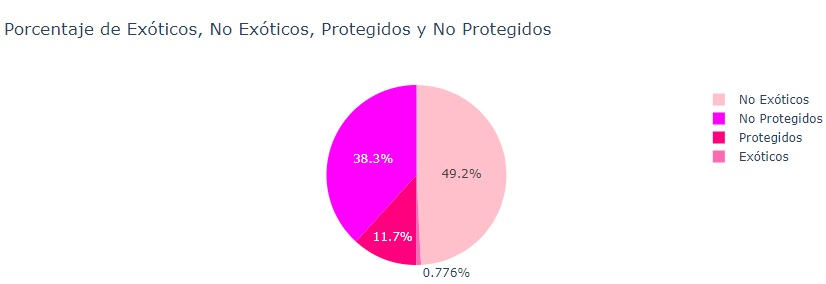 Porcentaje de Exóticos, No Exóticos, Protegidos y No Protegidos
No Exóticos
No Protegidos
Protegidos
Exóticos
38.3%
49.2%
11.7%
0.776%